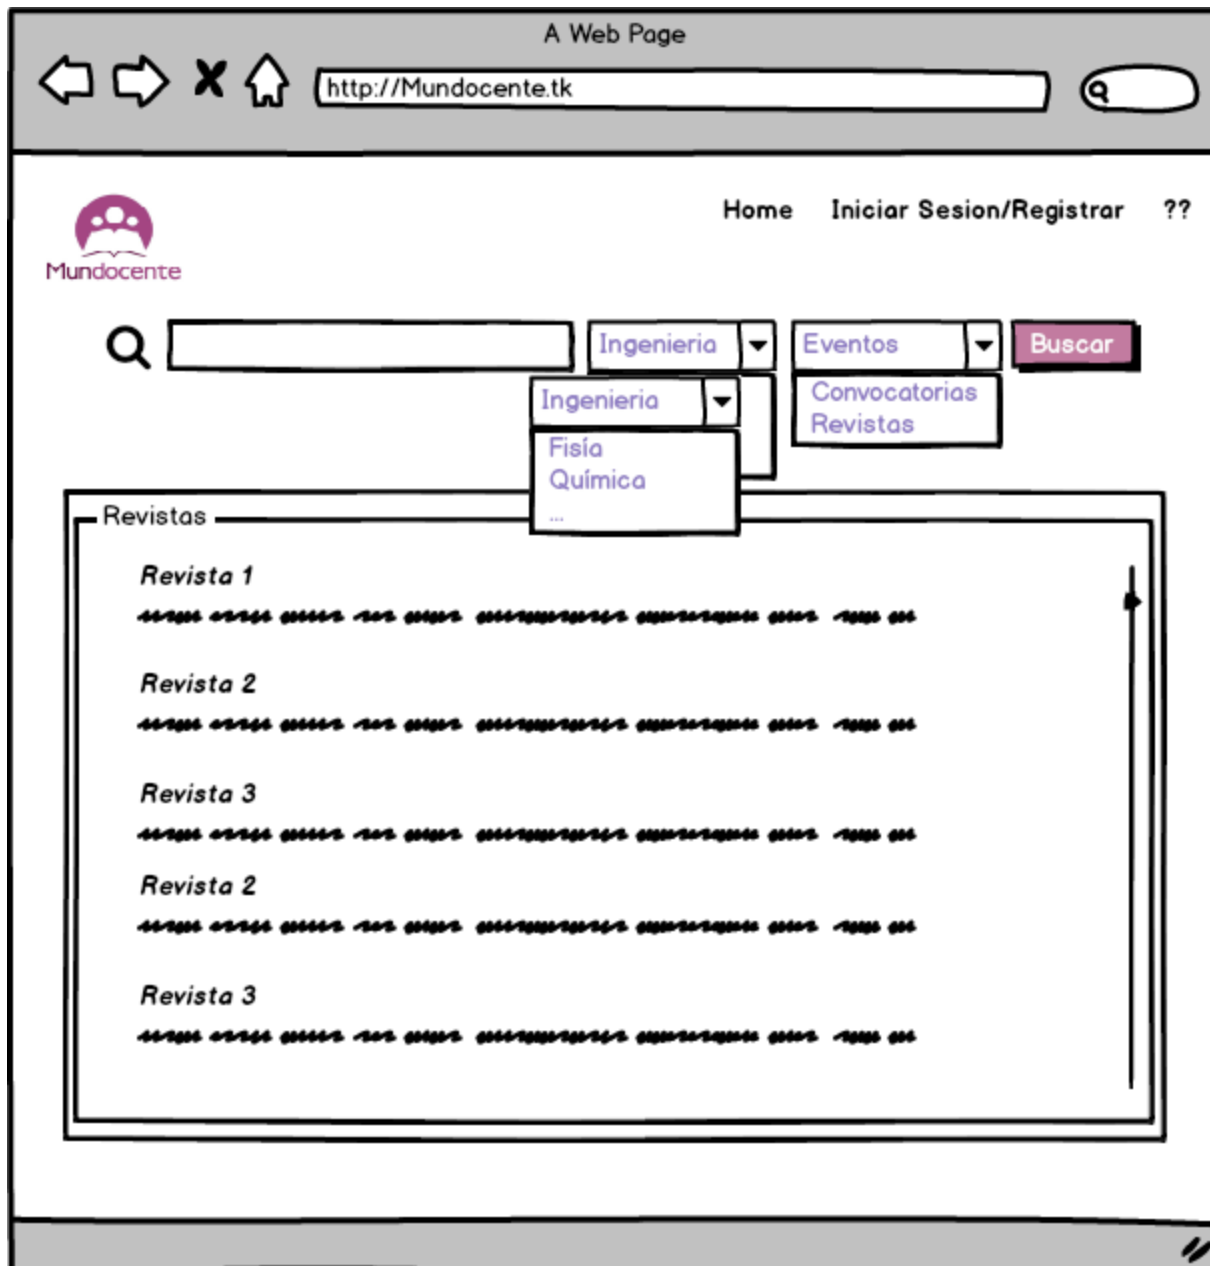 A Web Page
http://Mundocente.tk
Home Iniciar Sesion/Registrar ??
Mundocente
Ingenieria Eventos Buscar
Ingenieria Convocatorias
Revistas
Fisía
Química
...
Revistas
Revista 1
Revista 2
Revista 3
Revista 2
Revista 3